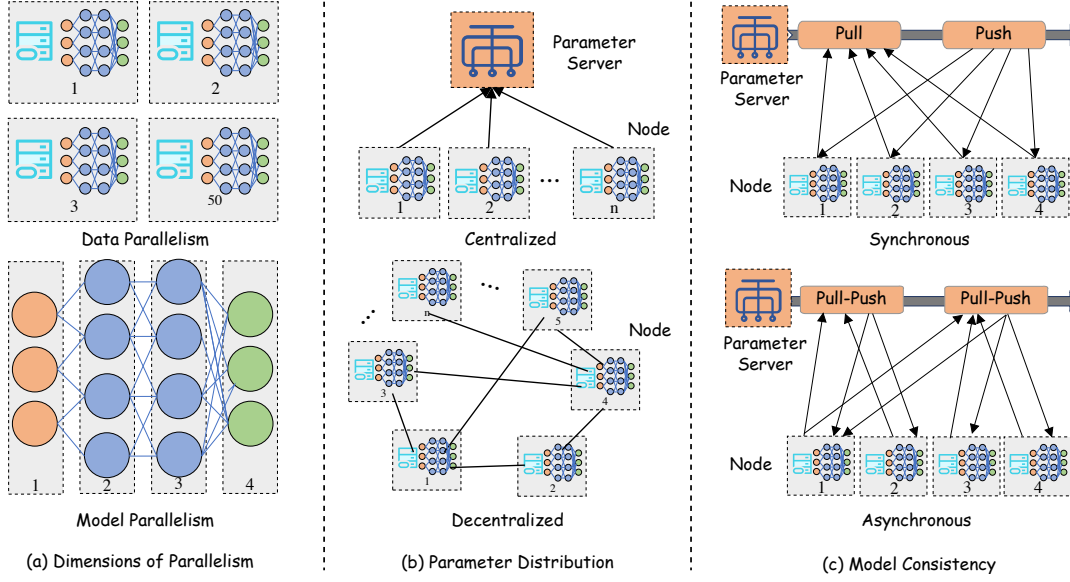 1
2
3
50
Data Parallelism
1
2
3
4
Model Parallelism
(a) Dimensions of Parallelism
Parameter
Server
Node
1
2
...
n
Centralized
n
...
5
...
Node
3
4
1
2
Decentralized
(b) Parameter Distribution
Pull
Push
Parameter
Server
Node
1
2
3
4
Synchronous
Pull-Push
Pull-Push
Parameter
Server
Node
1
2
3
4
Asynchronous
(c) Model Consistency